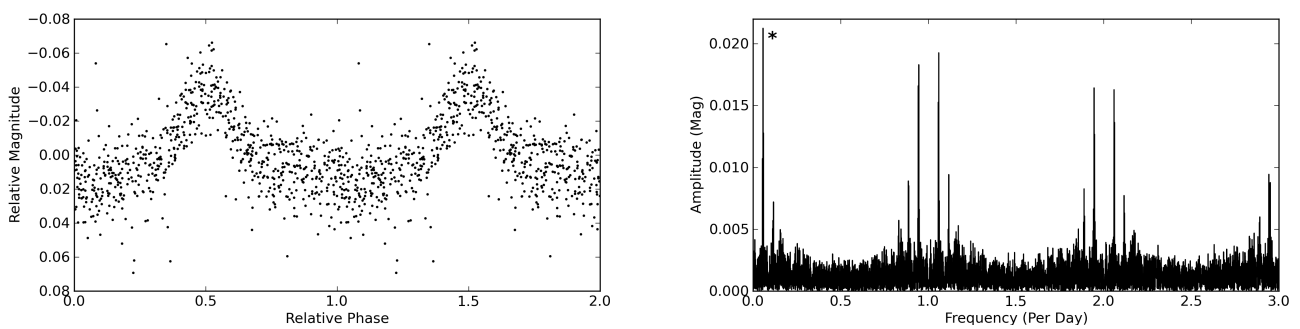 −0.08
−0.06
−0.04
−0.02
0.00
0.02
0.04
0.06
0.08
Relative Magnitude
0.0 0.5 1.0 1.5 2.0
Relative Phase
0.020
0.015
0.010
0.005
0.000
Amplitude (Mag)
*
0.0 0.5 1.0 1.5 2.0 2.5 3.0
Frequency (Per Day)